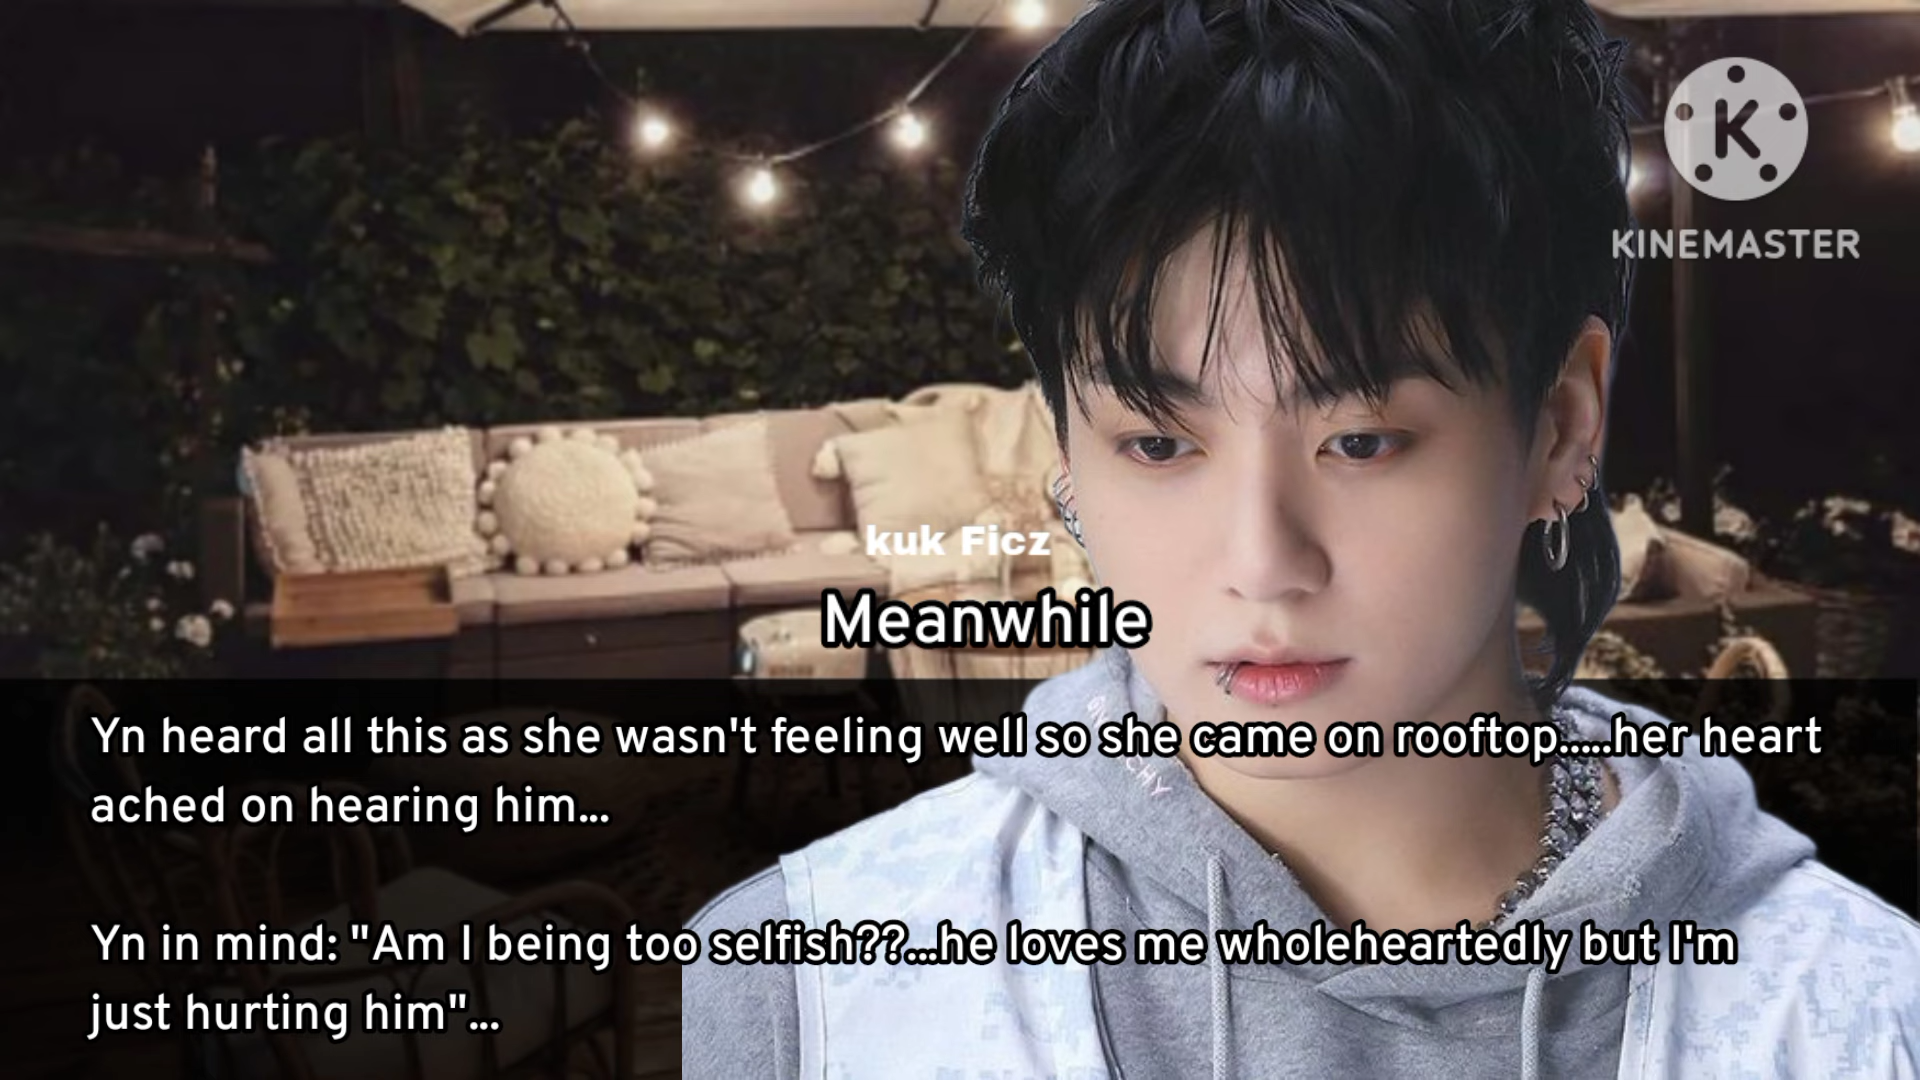 K
KINEMASTER
kuk Ficz
Meanwhile
Yn heard all this as she wasn't feeling well so she came on rooftop.....her heart
ached on hearing him...
Yn in mind: "Am I being too selfish??...he loves me wholeheartedly but I'm
just hurting him"...